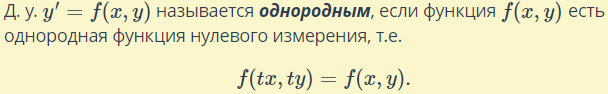 Д. у. y′ = f(x, y) называется однородным, если функция f(x, y) есть
однородная функция нулевого измерения, т.е.
f(tx, ty) = f(x, y).